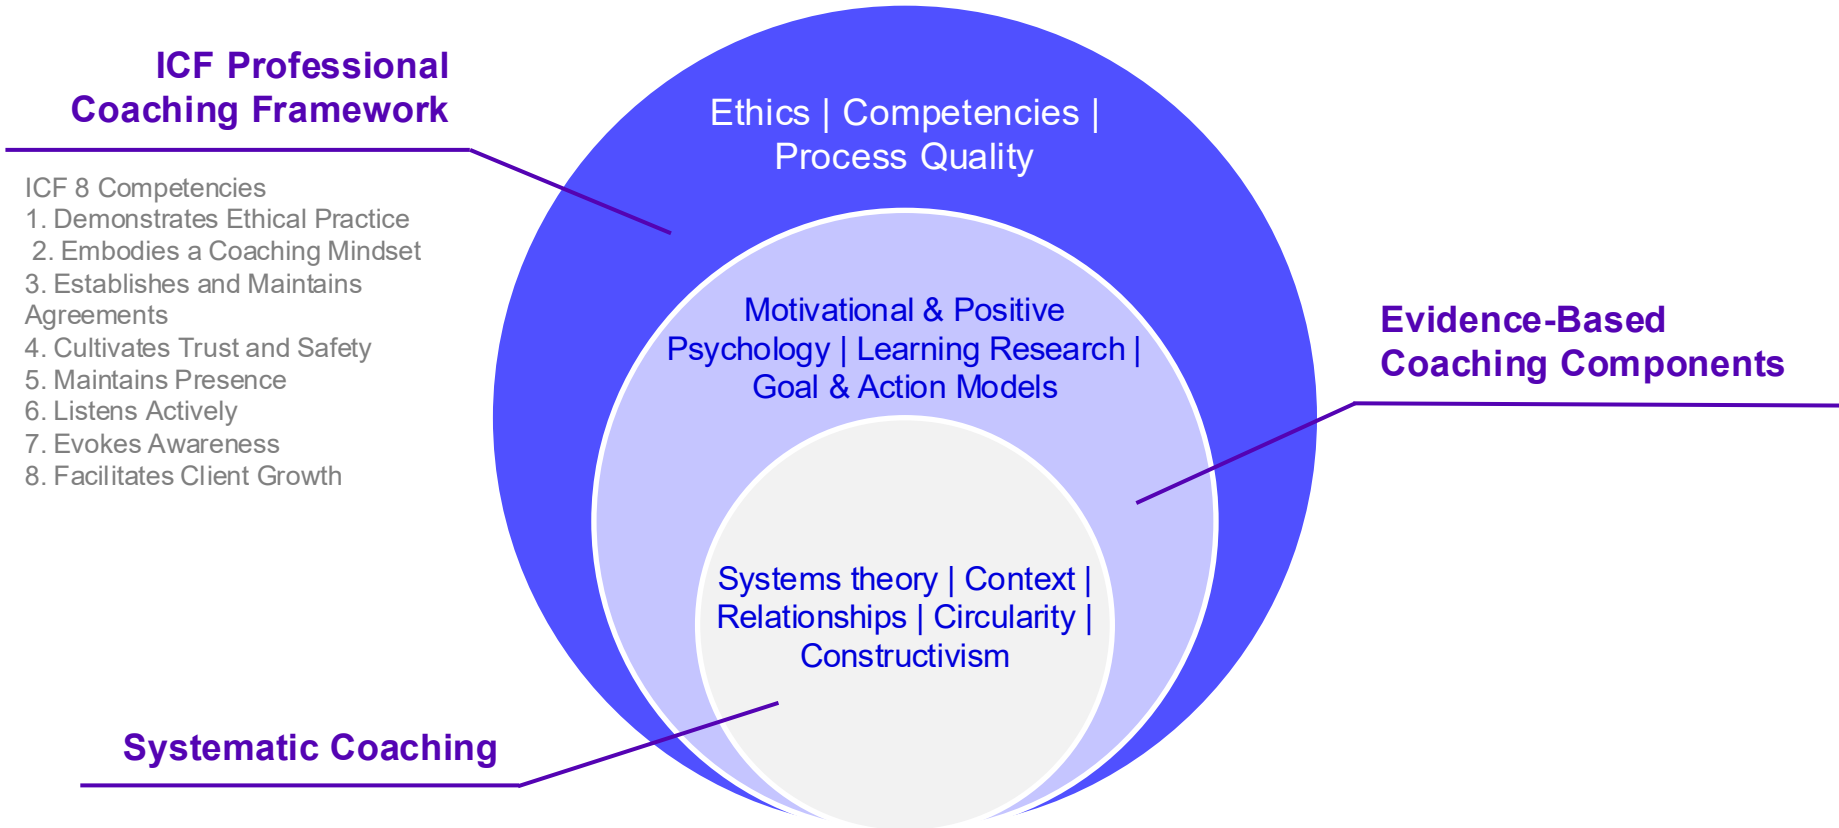 ICF Professional
Coaching Framework
ICF 8 Competencies
1. Demonstrates Ethical Practice
2. Embodies a Coaching Mindset
3. Establishes and Maintains
Agreements
4. Cultivates Trust and Safety
5. Maintains Presence
6. Listens Actively
7. Evokes Awareness
8. Facilitates Client Growth
Ethics | Competencies |
Process Quality
Motivational & Positive
Psychology | Learning Research |
Goal & Action Models
Evidence-Based
Coaching Components
Systems theory | Context |
Relationships | Circularity |
Constructivism
Systematic Coaching